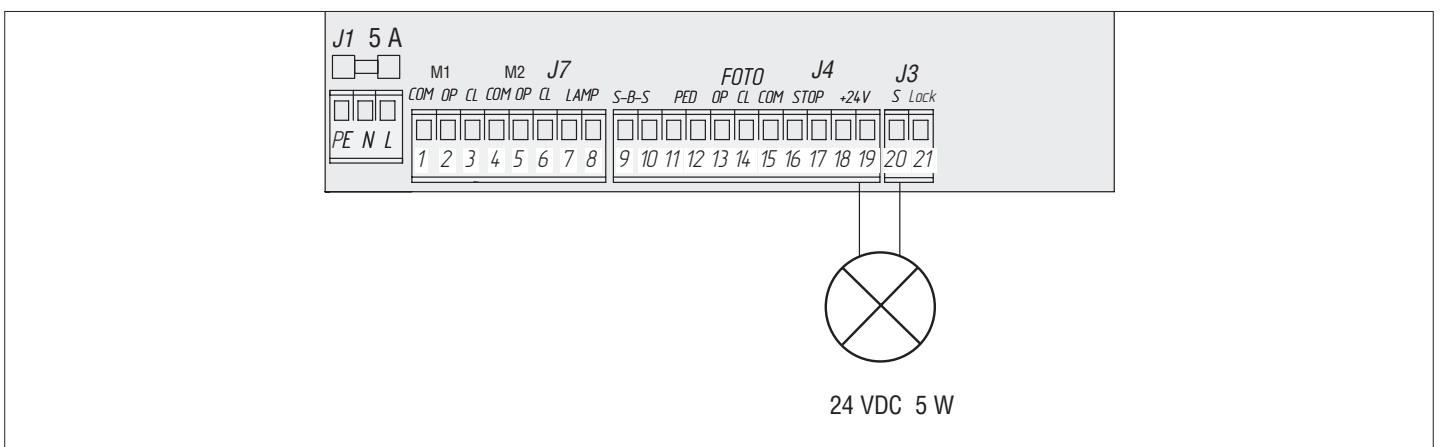 J1 5 A
M1 M2 J7 FOTO J4 J3
COM OP CL COM OP CL LAMP S-B-S PED OP CL COM STOP +24V S Lock
PE N L
1 2 3 4 5 6 7 8 9 10 11 12 13 14 15 16 17 18 19 20 21
24 VDC 5 W